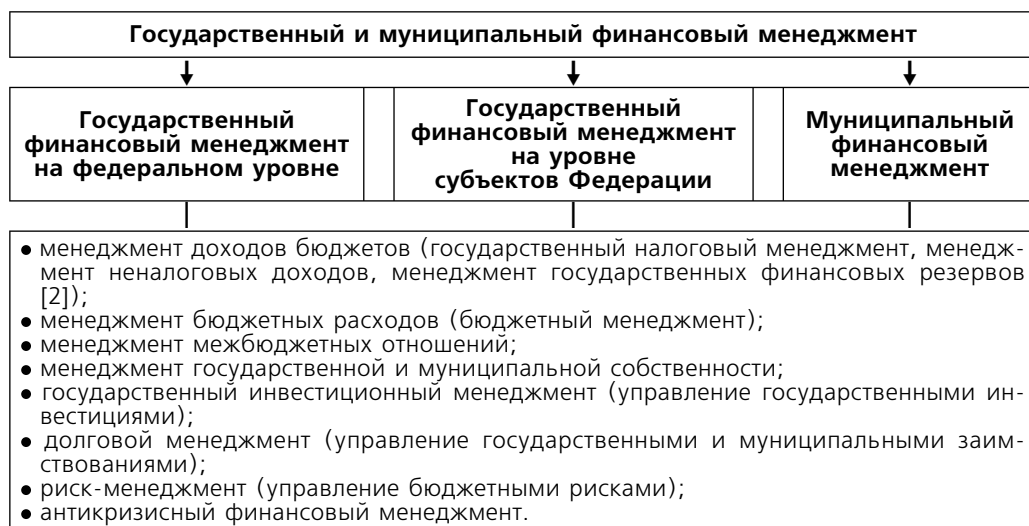 Государственный и муниципальный финансовый менеджмент
Государственный
финансовый менеджмент
на федеральном уровне
Государственный
финансовый менеджмент
на уровне
субъектов Федерации
Муниципальный
финансовый
менеджмент
• менеджмент доходов бюджетов (государственный налоговый менеджмент, менедж-
мент неналоговых доходов, менеджмент государственных финансовых резервов
[2]);
• менеджмент бюджетных расходов (бюджетный менеджмент);
• менеджмент межбюджетных отношений;
• менеджмент государственной и муниципальной собственности;
• государственный инвестиционный менеджмент (управление государственными ин-
вестициями);
• долговой менеджмент (управление государственными и муниципальными заим-
ствованиями);
• риск-менеджмент (управление бюджетными рисками);
• антикризисный финансовый менеджмент.